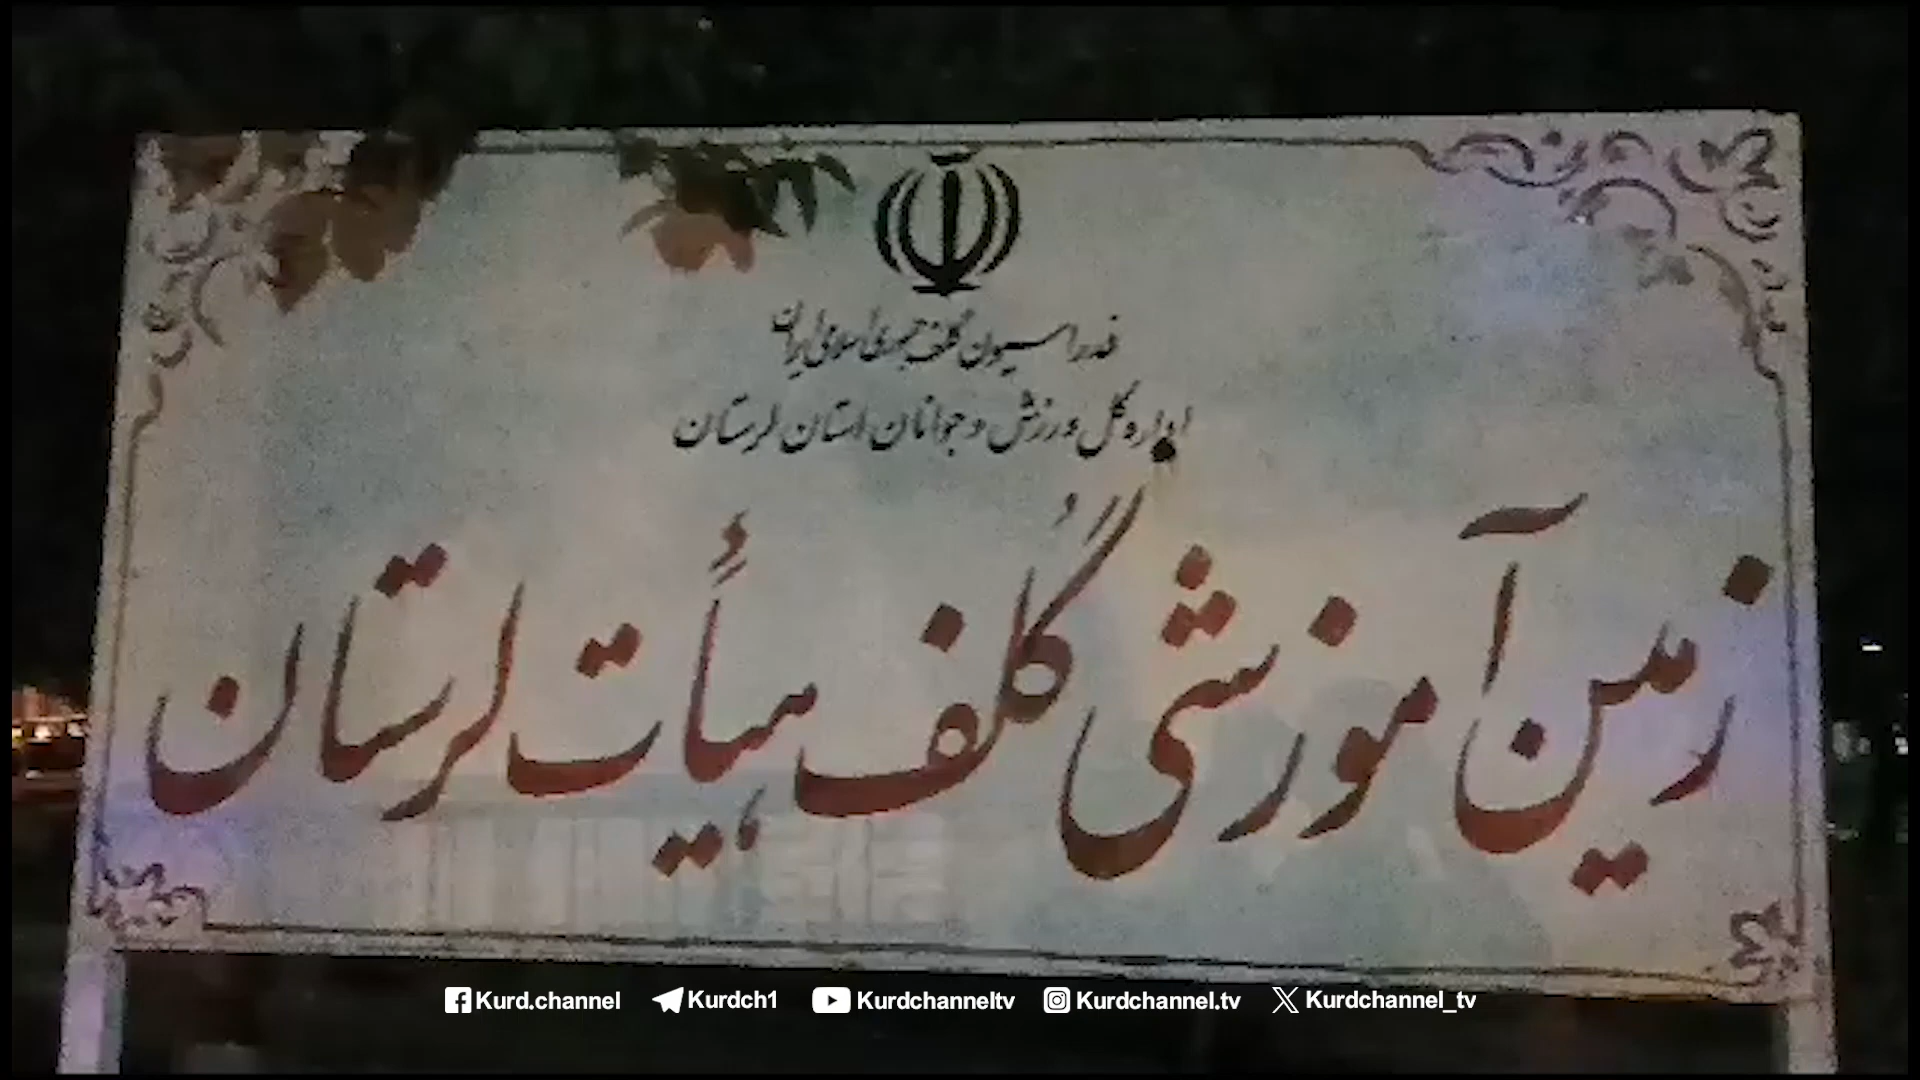 فدراسیون گلف جمهوری اسلامی ایران
اداره کل ورزش و جوانان استان لرستان
زمین آموزشی گُلف هیأت لرستان
Kurd.channel Kurdch1 Kurdchanneltv Kurdchannel.tv Kurdchannel_tv